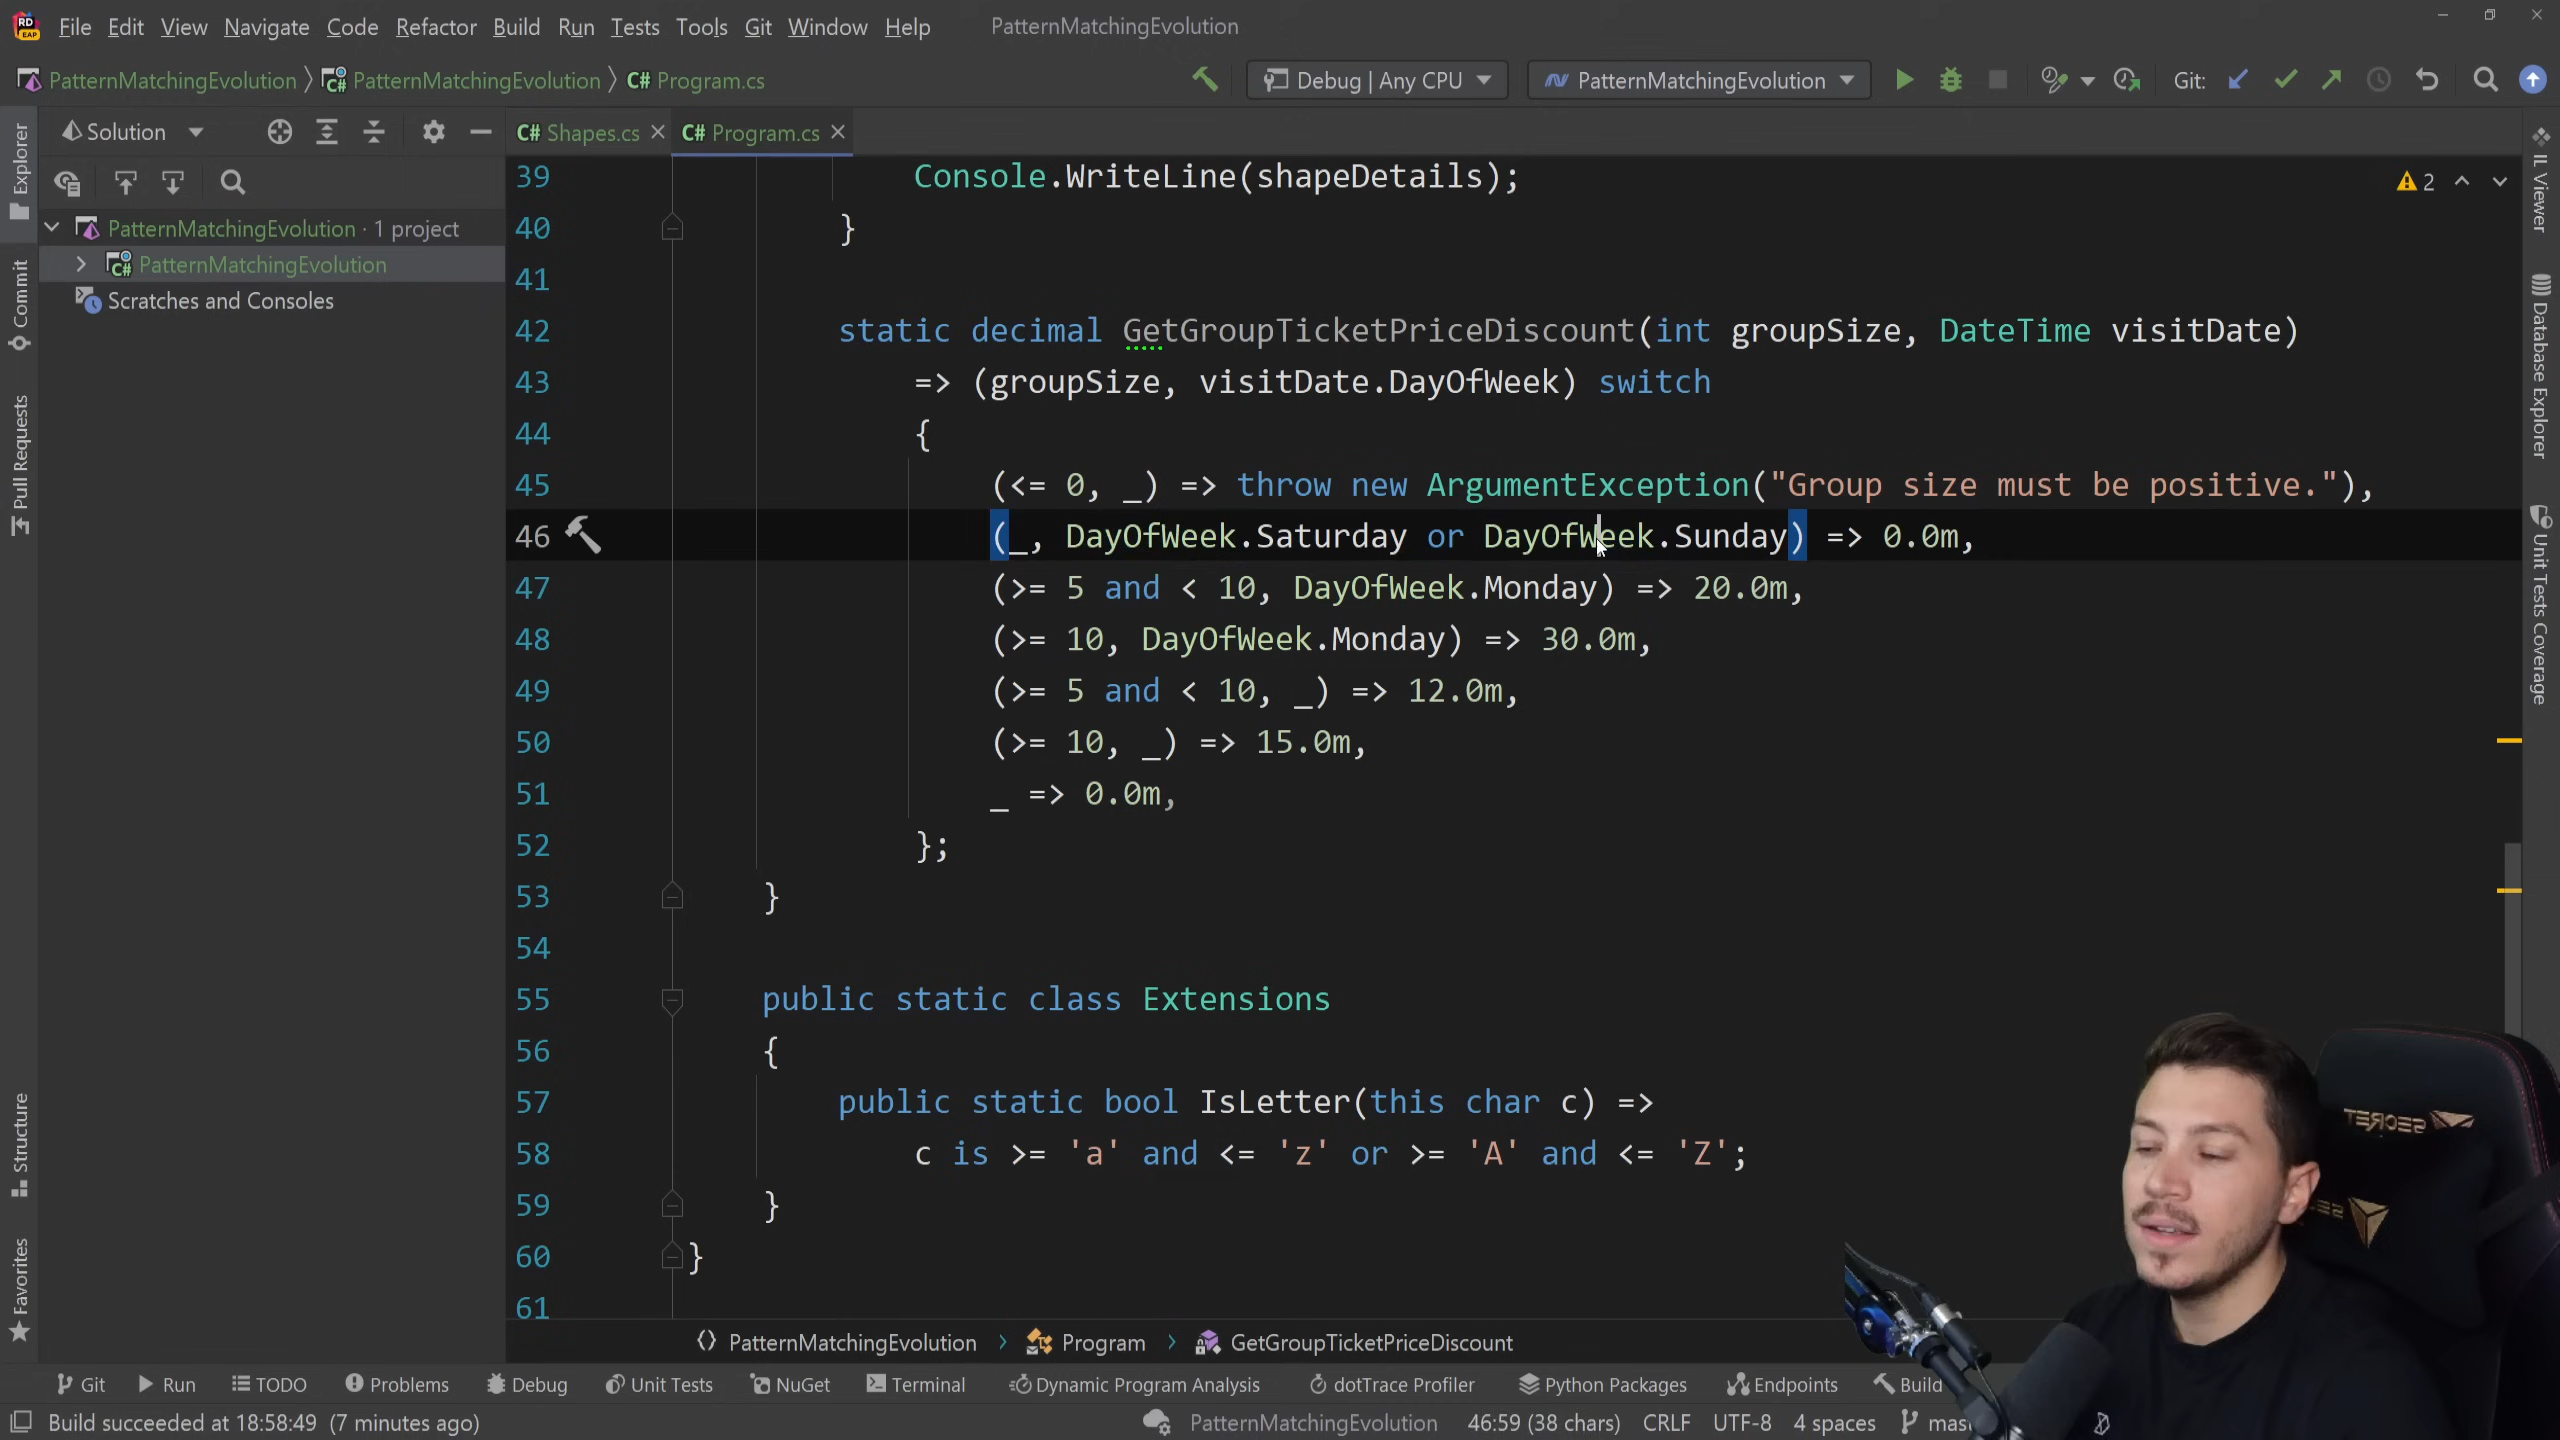 File Edit View Navigate Code Refactor Build Run Tests Tools Git Window Help PatternMatchingEvolution
PatternMatchingEvolution PatternMatchingEvolution C# Program.cs Debug | Any CPU PatternMatchingEvolution Git:
Solution
C# Shapes.cs C# Program.cs
PatternMatchingEvolution · 1 project
PatternMatchingEvolution
Scratches and Consoles
Explorer
Commit
Pull Requests
Structure
Favorites
39 Console.WriteLine(shapeDetails);
40 }
41
42 static decimal GetGroupTicketPriceDiscount(int groupSize, DateTime visitDate)
43 => (groupSize, visitDate.DayOfWeek) switch
44 {
45 (<= 0, _) => throw new ArgumentException("Group size must be positive."),
46 (_, DayOfWeek.Saturday or DayOfWeek.Sunday) => 0.0m,
47 (>= 5 and < 10, DayOfWeek.Monday) => 20.0m,
48 (>= 10, DayOfWeek.Monday) => 30.0m,
49 (>= 5 and < 10, _) => 12.0m,
50 (>= 10, _) => 15.0m,
51 _ => 0.0m,
52 };
53 }
54
55 public static class Extensions
56 {
57 public static bool IsLetter(this char c) =>
58 c is >= 'a' and <= 'z' or >= 'A' and <= 'Z';
59 }
60 }
61
2
IL Viewer
Database Explorer
Unit Tests Coverage
PatternMatchingEvolution Program GetGroupTicketPriceDiscount
Git Run TODO Problems Debug Unit Tests NuGet Terminal Dynamic Program Analysis dotTrace Profiler Python Packages Endpoints Build
Build succeeded at 18:58:49 (7 minutes ago) PatternMatchingEvolution 46:59 (38 chars) CRLF UTF-8 4 spaces